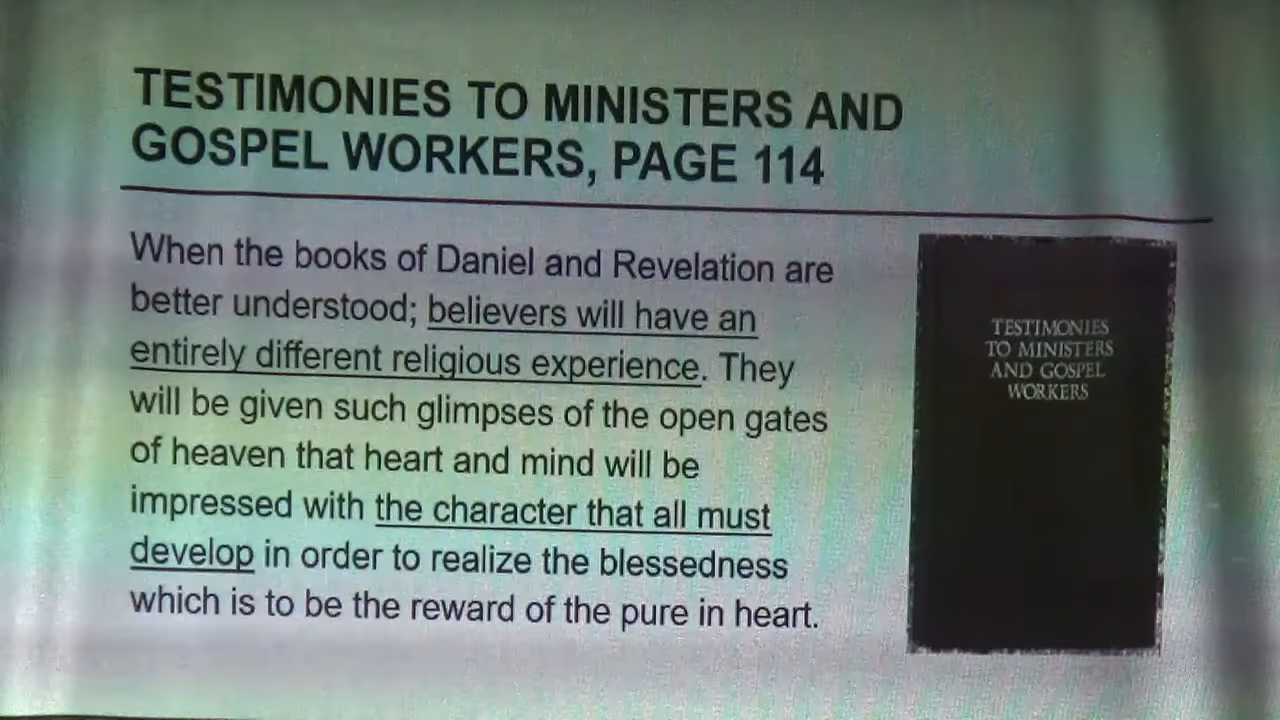 TESTIMONIES TO MINISTERS AND
GOSPEL WORKERS, PAGE 114
When the books of Daniel and Revelation are
better understood; believers will have an
entirely different religious experience. They
will be given such glimpses of the open gates
of heaven that heart and mind will be
impressed with the character that all must
develop in order to realize the blessedness
which is to be the reward of the pure in heart.
TESTIMONIES
TO MINISTERS
AND GOSPEL
WORKERS